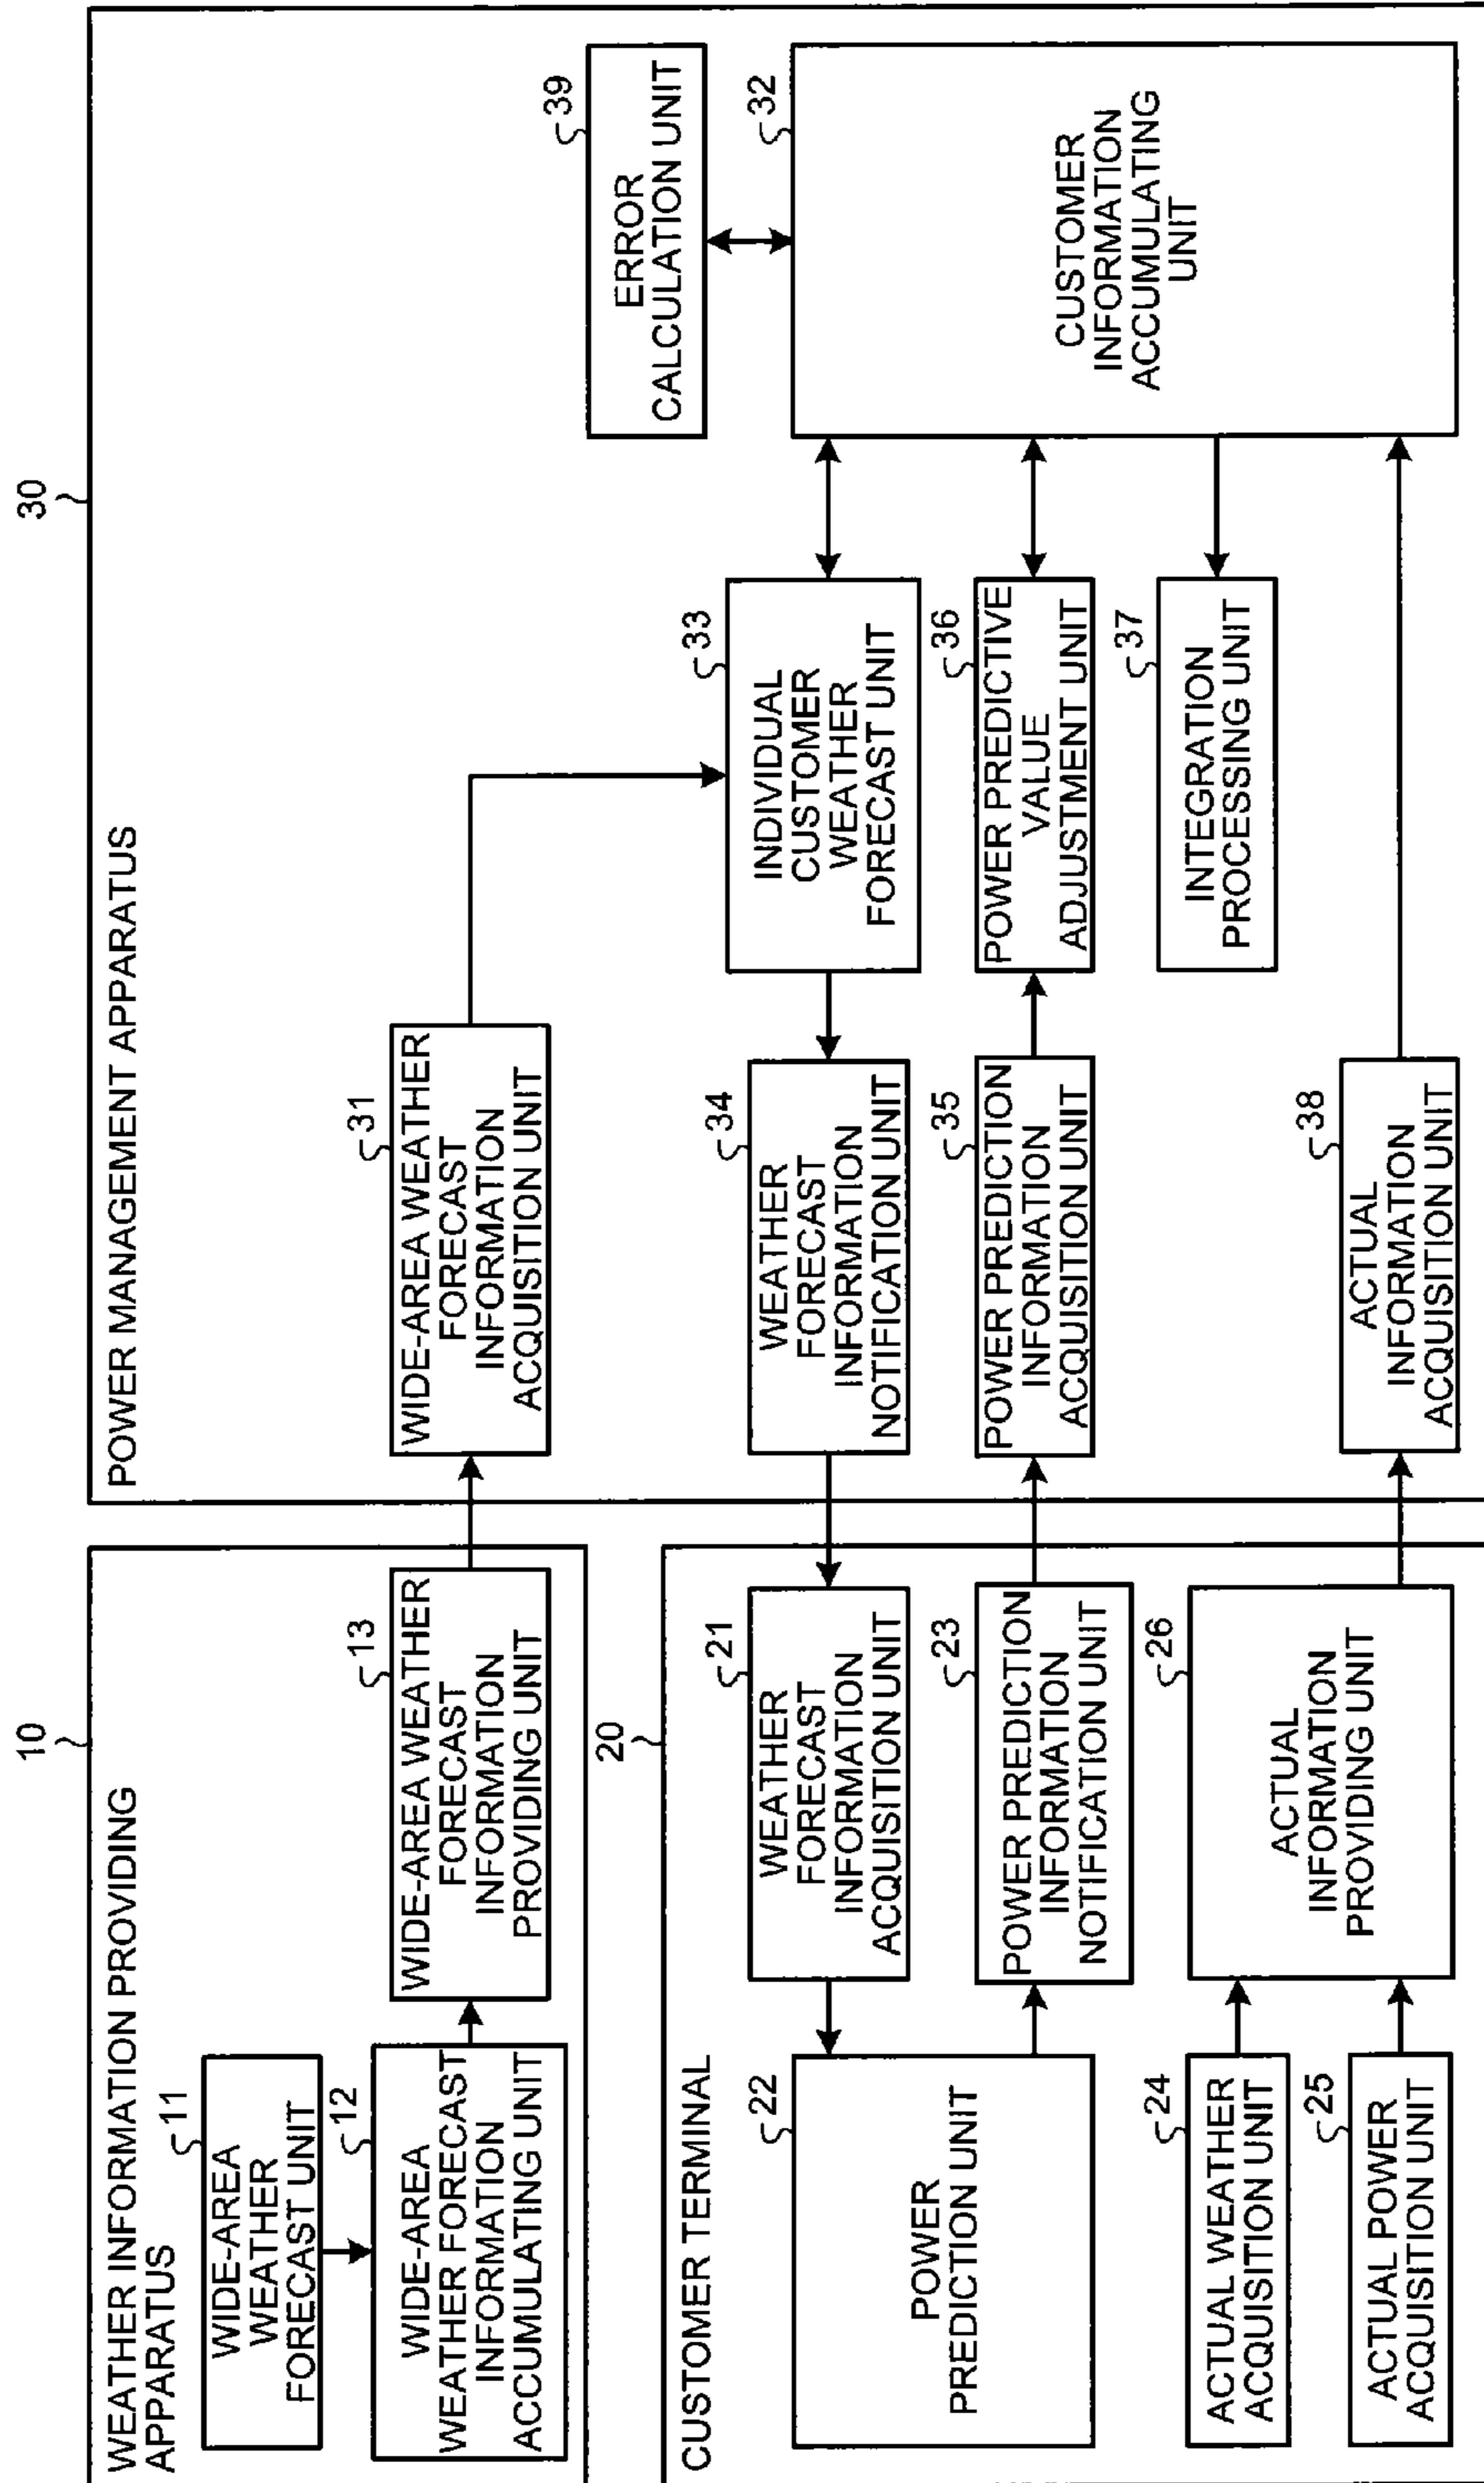 10
WEATHER INFORMATION PROVIDING
APPARATUS
11
WIDE-AREA
WEATHER
FORECAST UNIT
12
WIDE-AREA
WEATHER FORECAST
INFORMATION
ACCUMULATING UNIT
13
WIDE-AREA WEATHER
FORECAST
INFORMATION
PROVIDING UNIT
20
CUSTOMER TERMINAL
21
WEATHER
FORECAST
INFORMATION
ACQUISITION UNIT
22
POWER
PREDICTION UNIT
23
POWER PREDICTION
INFORMATION
NOTIFICATION UNIT
24
ACTUAL WEATHER
ACQUISITION UNIT
25
ACTUAL POWER
ACQUISITION UNIT
26
ACTUAL
INFORMATION
PROVIDING UNIT
30
POWER MANAGEMENT APPARATUS
31
WIDE-AREA WEATHER
FORECAST
INFORMATION
ACQUISITION UNIT
39
ERROR
CALCULATION UNIT
32
CUSTOMER
INFORMATION
ACCUMULATING
UNIT
33
INDIVIDUAL
CUSTOMER
WEATHER
FORECAST UNIT
34
WEATHER
FORECAST
INFORMATION
NOTIFICATION UNIT
35
POWER PREDICTION
INFORMATION
ACQUISITION UNIT
36
POWER PREDICTIVE
VALUE
ADJUSTMENT UNIT
37
INTEGRATION
PROCESSING UNIT
38
ACTUAL
INFORMATION
ACQUISITION UNIT